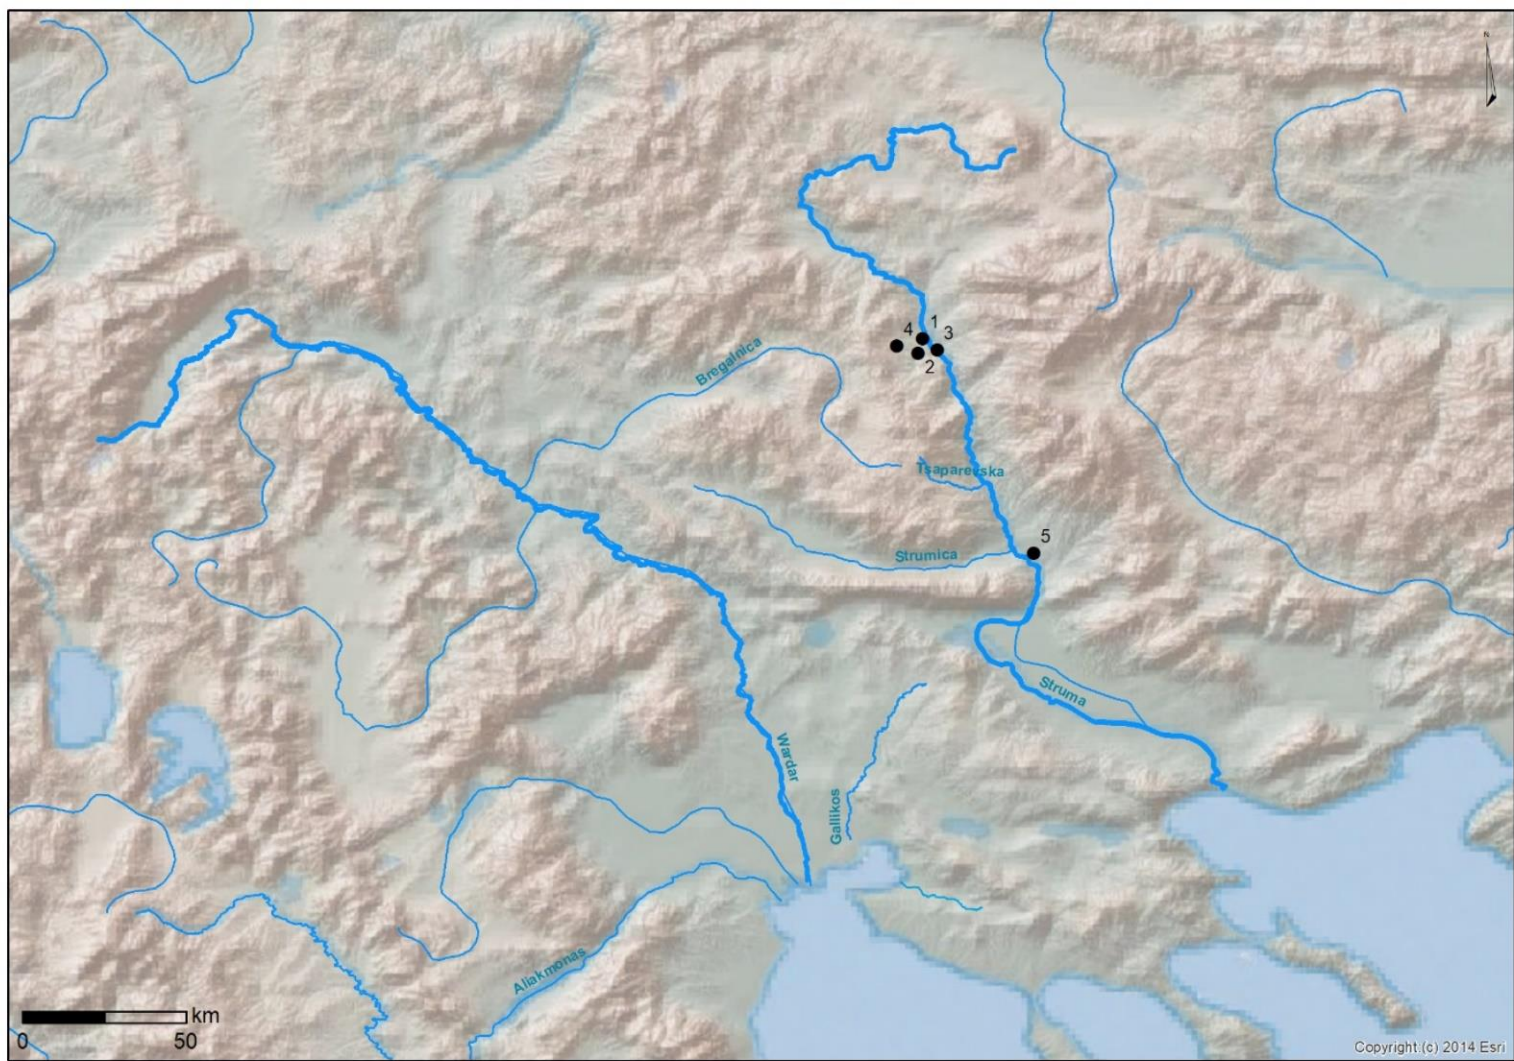 N
1
4
3
2
Bregalnica
Tsaparevska
5
Strumica
Struma
Wardar
Gallikos
Aliakmonas
km
0 50
Copyright:(c) 2014 Esri